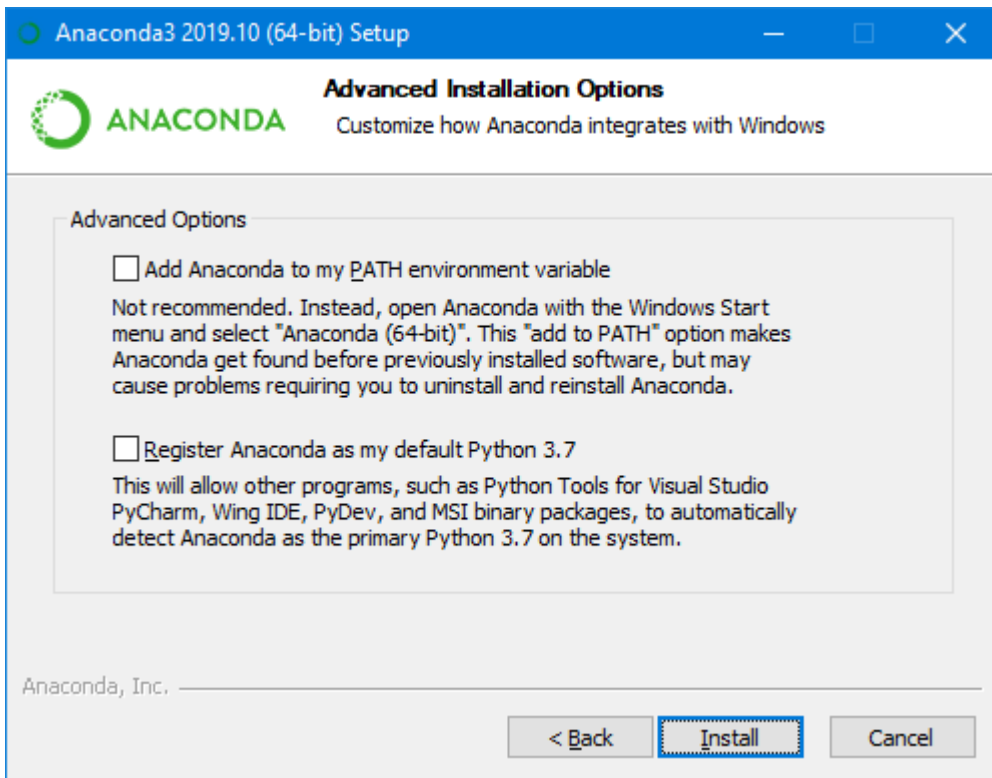 Anaconda3 2019.10 (64-bit) Setup
ANACONDA
Advanced Installation Options
Customize how Anaconda integrates with Windows
Advanced Options
Add Anaconda to my PATH environment variable
Not recommended. Instead, open Anaconda with the Windows Start
menu and select "Anaconda (64-bit)". This "add to PATH" option makes
Anaconda get found before previously installed software, but may
cause problems requiring you to uninstall and reinstall Anaconda.
Register Anaconda as my default Python 3.7
This will allow other programs, such as Python Tools for Visual Studio
PyCharm, Wing IDE, PyDev, and MSI binary packages, to automatically
detect Anaconda as the primary Python 3.7 on the system.
Anaconda, Inc.
< Back
Install
Cancel